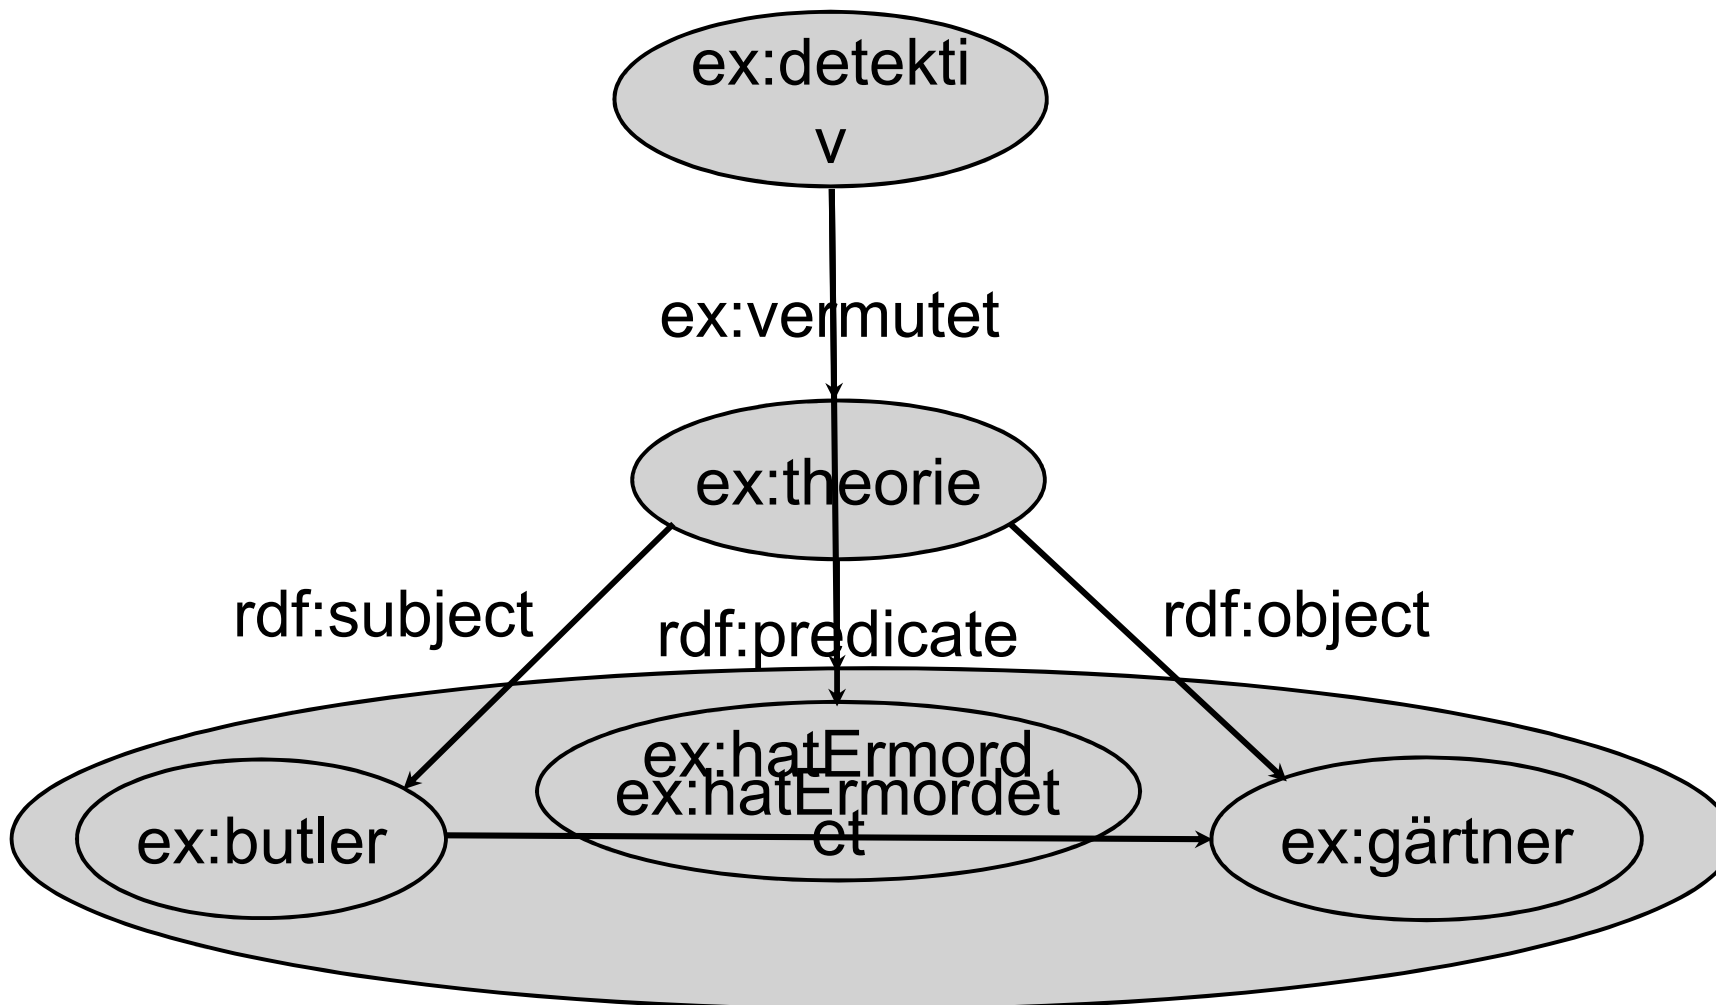 ex:detekti
v
ex:vermutet
ex:theorie
rdf:subject
rdf:predicate
rdf:object
ex:hatErmord
ex:hatErmordet
et
ex:butler
ex:gärtner